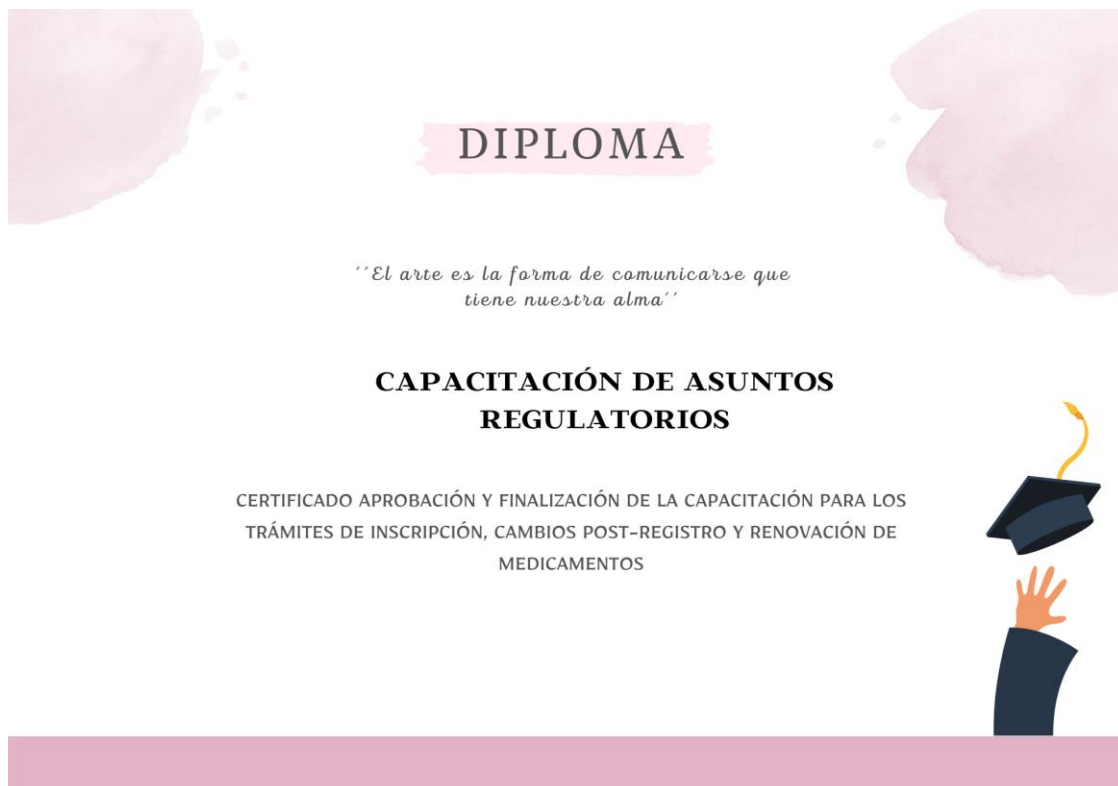 DIPLOMA
´´El arte es la forma de comunicarse que
tiene nuestra alma´´
CAPACITACIÓN DE ASUNTOS
REGULATORIOS
CERTIFICADO APROBACIÓN Y FINALIZACIÓN DE LA CAPACITACIÓN PARA LOS
TRÁMITES DE INSCRIPCIÓN, CAMBIOS POST-REGISTRO Y RENOVACIÓN DE
MEDICAMENTOS